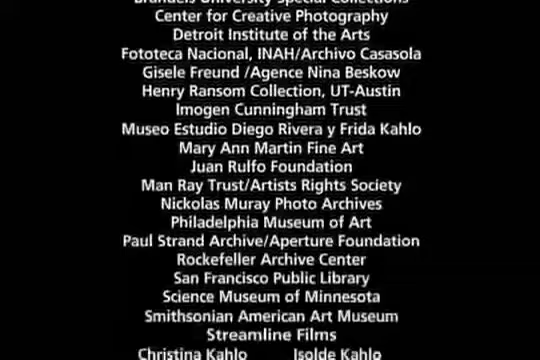 Brandeis University Special Collections
Center for Creative Photography
Detroit Institute of the Arts
Fototeca Nacional, INAH/Archivo Casasola
Gisele Freund /Agence Nina Beskow
Henry Ransom Collection, UT-Austin
Imogen Cunningham Trust
Museo Estudio Diego Rivera y Frida Kahlo
Mary Ann Martin Fine Art
Juan Rulfo Foundation
Man Ray Trust/Artists Rights Society
Nickolas Muray Photo Archives
Philadelphia Museum of Art
Paul Strand Archive/Aperture Foundation
Rockefeller Archive Center
San Francisco Public Library
Science Museum of Minnesota
Smithsonian American Art Museum
Streamline Films
Christina Kahlo Isolde Kahlo